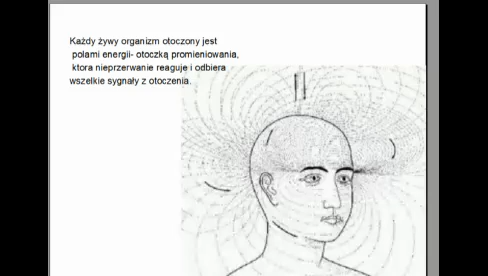 Każdy żywy organizm otoczony jest
polami energii- otoczką promieniowania,
ktora nieprzerwanie reaguje i odbiera
wszelkie sygnały z otoczenia.